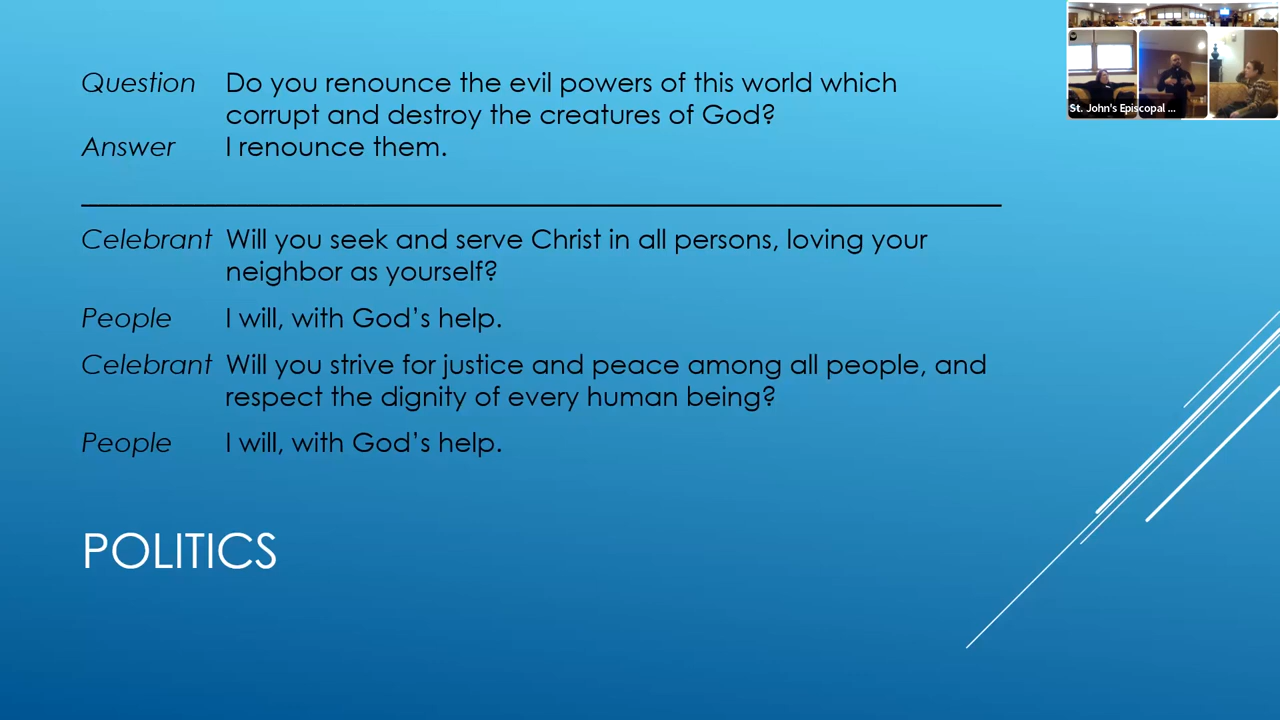 Question Do you renounce the evil powers of this world which
corrupt and destroy the creatures of God?
Answer I renounce them.
Celebrant Will you seek and serve Christ in all persons, loving your
neighbor as yourself?
People I will, with God’s help.
Celebrant Will you strive for justice and peace among all people, and
respect the dignity of every human being?
People I will, with God’s help.
POLITICS
St. John's Episcopal ...